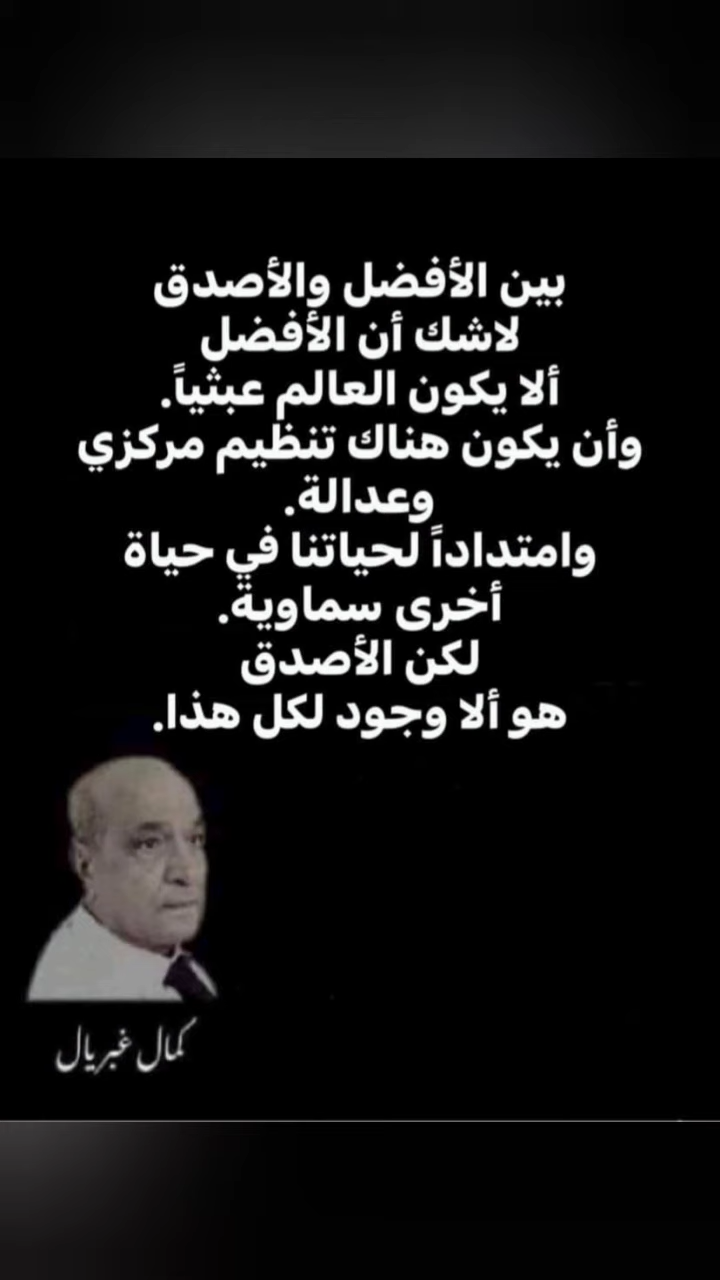 بين الأفضل والأصدق
لاشك أن الأفضل
ألا يكون العالم عبثياً.
وأن يكون هناك تنظيم مركزي
وعدالة.
وامتداداً لحياتنا في حياة
أخرى سماوية.
لكن الأصدق
هو ألا وجود لكل هذا.
كمال غبريال